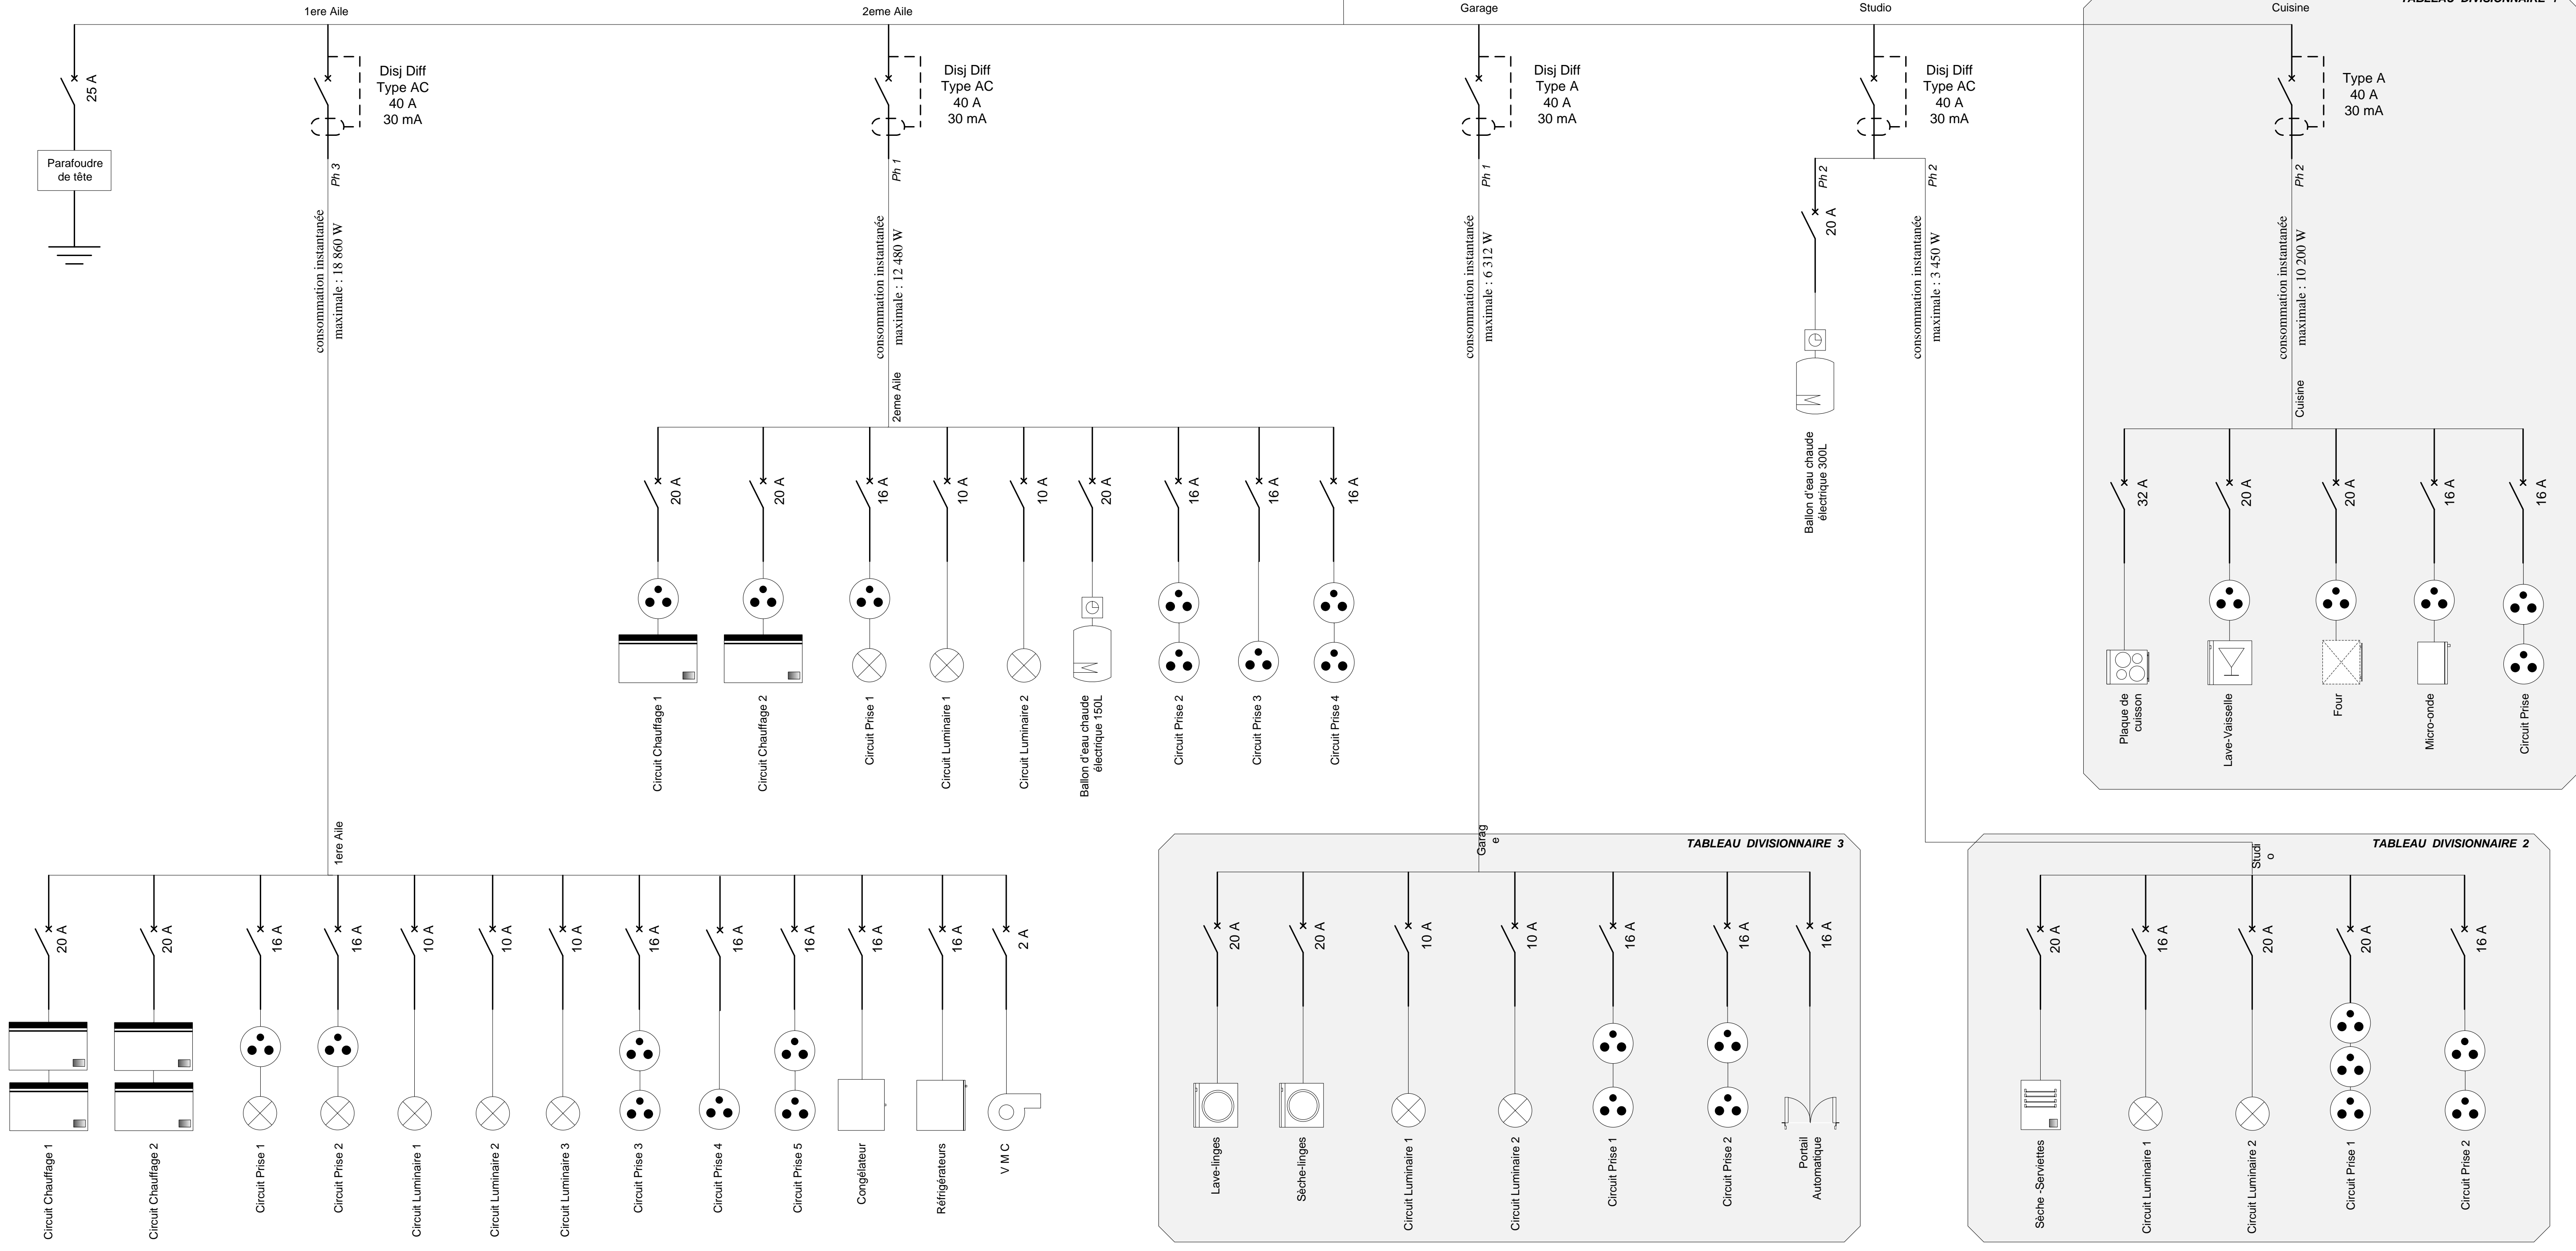 1ere Aile
2eme Aile
Garage
Studio
Cuisine
25 A
Parafoudre
de tête
Disj Diff
Type AC
40 A
30 mA
Ph 3
consommation instantanée
maximale : 18 860 W
Disj Diff
Type AC
40 A
30 mA
Ph 1
consommation instantanée
maximale : 12 480 W
2eme Aile
Disj Diff
Type A
40 A
30 mA
Ph 1
consommation instantanée
maximale : 6 312 W
Disj Diff
Type AC
40 A
30 mA
Ph 2
20 A
Ballon d'eau chaude
électrique 300L
Ph 2
consommation instantanée
maximale : 3 450 W
Type A
40 A
30 mA
Ph 2
consommation instantanée
maximale : 10 200 W
Cuisine
20 A
20 A
16 A
10 A
10 A
20 A
16 A
16 A
16 A
Circuit Chauffage 1
Circuit Chauffage 2
Circuit Prise 1
Circuit Luminaire 1
Circuit Luminaire 2
Ballon d'eau chaude
électrique 150L
Circuit Prise 2
Circuit Prise 3
Circuit Prise 4
32 A
20 A
20 A
16 A
16 A
Plaque de
cuisson
Lave-Vaisselle
Four
Micro-onde
Circuit Prise
1ere Aile
20 A
20 A
16 A
16 A
10 A
10 A
10 A
16 A
16 A
16 A
16 A
16 A
2 A
Circuit Chauffage 1
Circuit Chauffage 2
Circuit Prise 1
Circuit Prise 2
Circuit Luminaire 1
Circuit Luminaire 2
Circuit Luminaire 3
Circuit Prise 3
Circuit Prise 4
Circuit Prise 5
Congélateur
Réfrigérateurs
V M C
TABLEAU DIVISIONNAIRE 3
Garag
e
20 A
20 A
10 A
10 A
16 A
16 A
16 A
Lave-linges
Sèche-linges
Circuit Luminaire 1
Circuit Luminaire 2
Circuit Prise 1
Circuit Prise 2
Portail
Automatique
TABLEAU DIVISIONNAIRE 2
Studi
o
20 A
16 A
20 A
20 A
16 A
Sèche -Serviettes
Circuit Luminaire 1
Circuit Luminaire 2
Circuit Prise 1
Circuit Prise 2